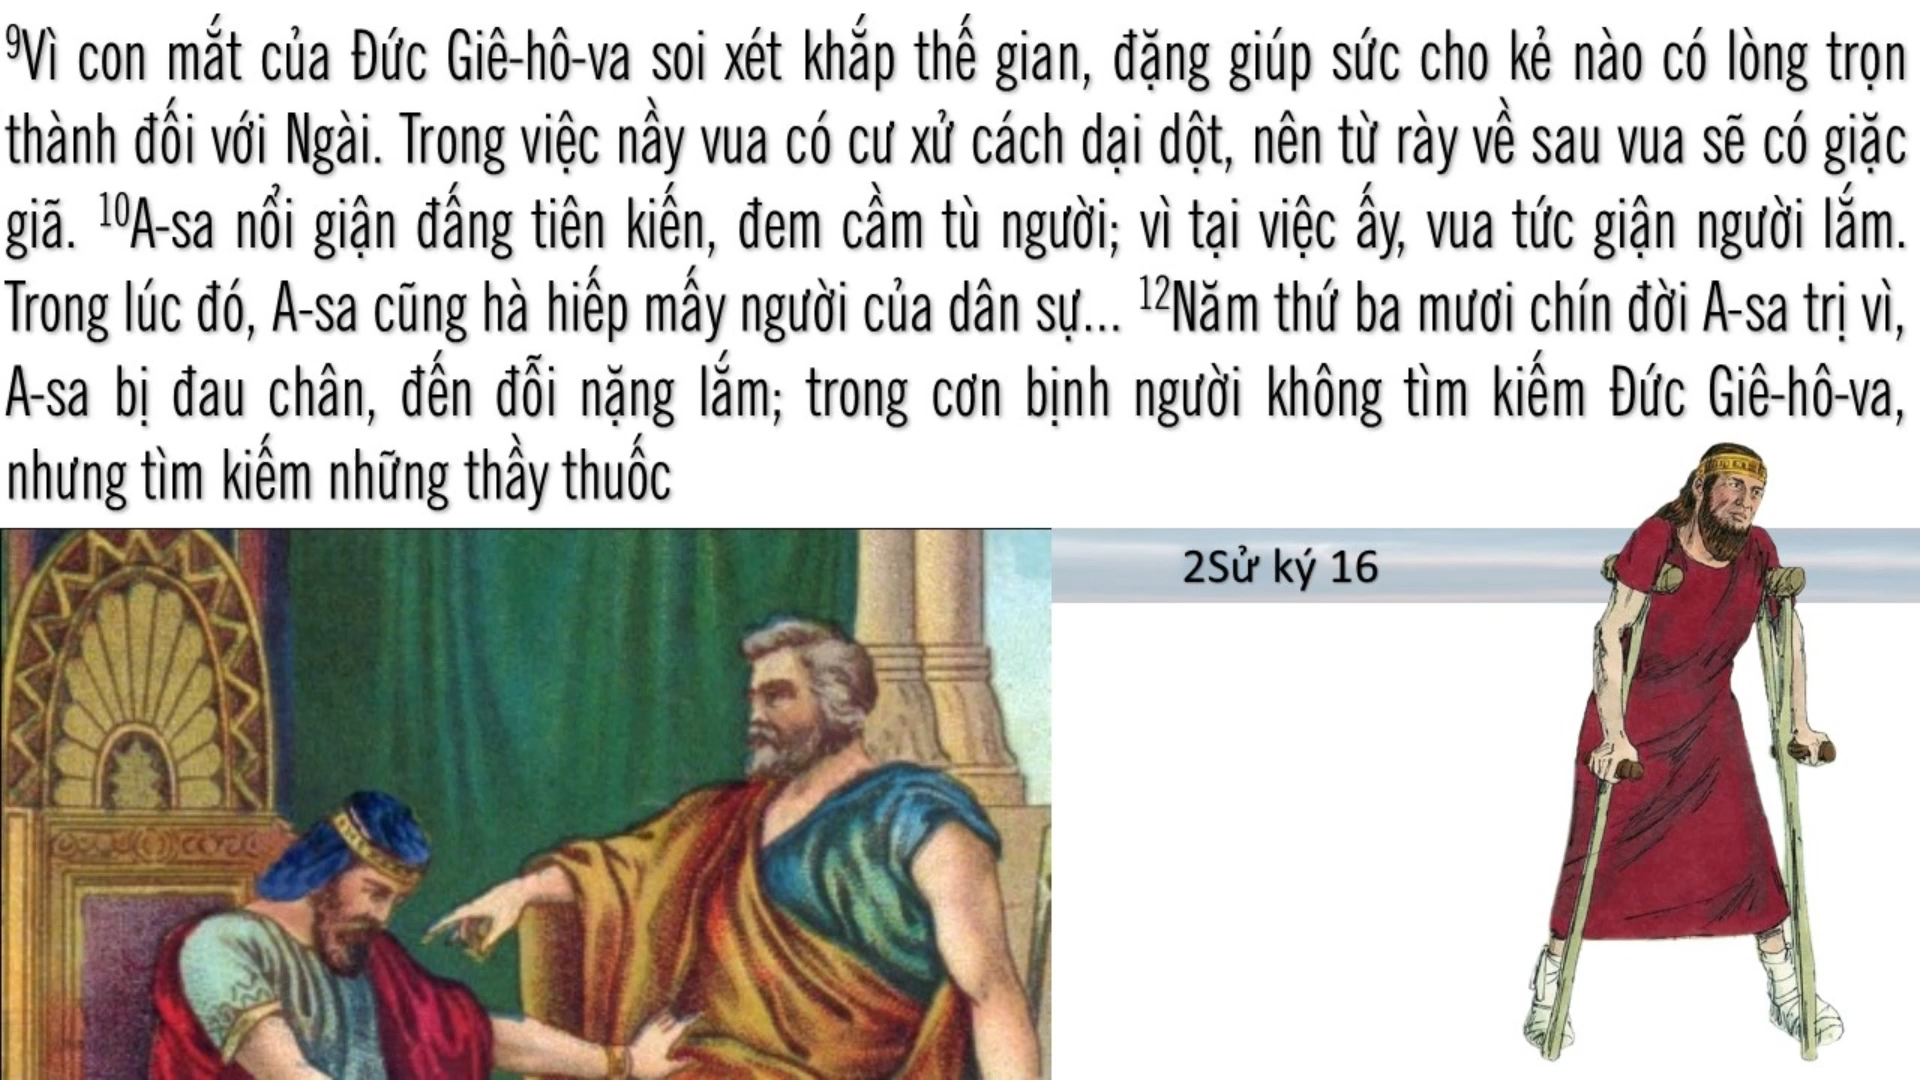 ⁹Vì con mắt của Đức Giê-hô-va soi xét khắp thế gian, đặng giúp sức cho kẻ nào có lòng trọn
thành đối với Ngài. Trong việc nầy vua có cư xử cách dại dột, nên từ rày về sau vua sẽ có giặc
giã. ¹⁰A-sa nổi giận đấng tiên kiến, đem cầm tù người; vì tại việc ấy, vua tức giận người lắm.
Trong lúc đó, A-sa cũng hà hiếp mấy người của dân sự... ¹²Năm thứ ba mươi chín đời A-sa trị vì,
A-sa bị đau chân, đến đỗi nặng lắm; trong cơn bịnh người không tìm kiếm Đức Giê-hô-va,
nhưng tìm kiếm những thầy thuốc
2Sử ký 16